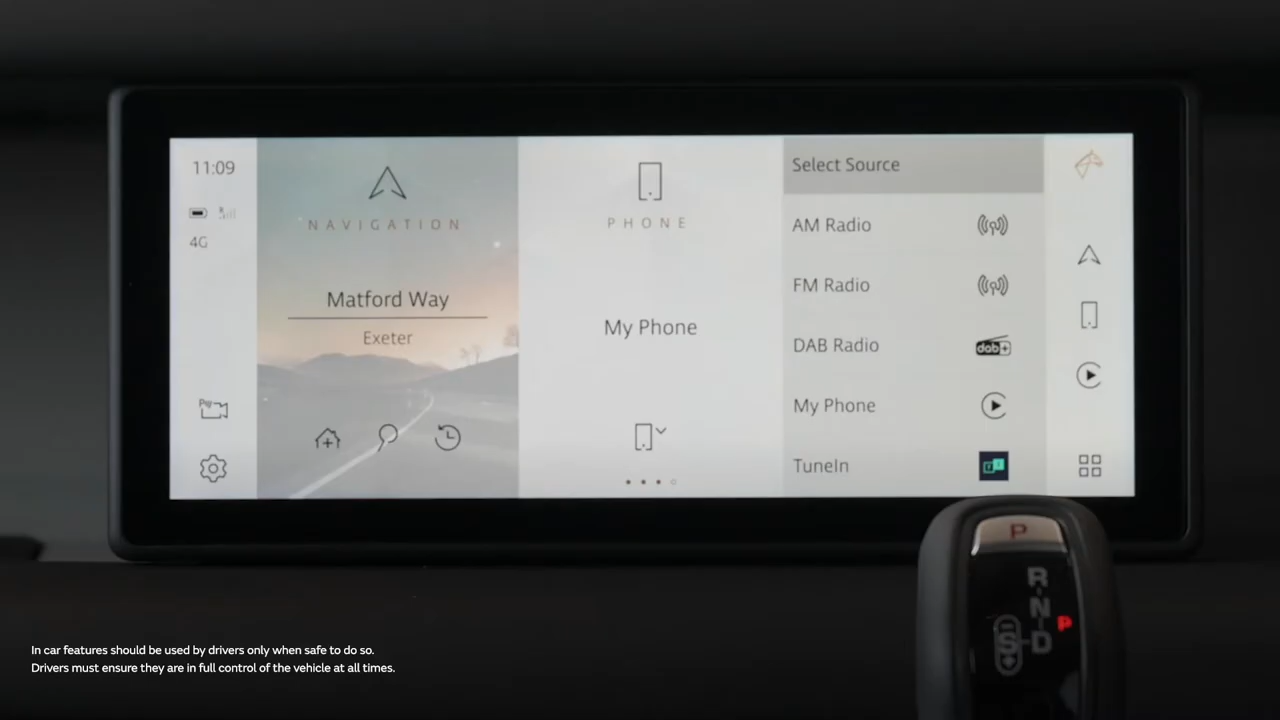 11:09
4G
NAVIGATION
Matford Way
Exeter
PHONE
My Phone
Select Source
AM Radio
FM Radio
DAB Radio
dab+
My Phone
TuneIn
P
R
N
P
S D
In car features should be used by drivers only when safe to do so.
Drivers must ensure they are in full control of the vehicle at all times.